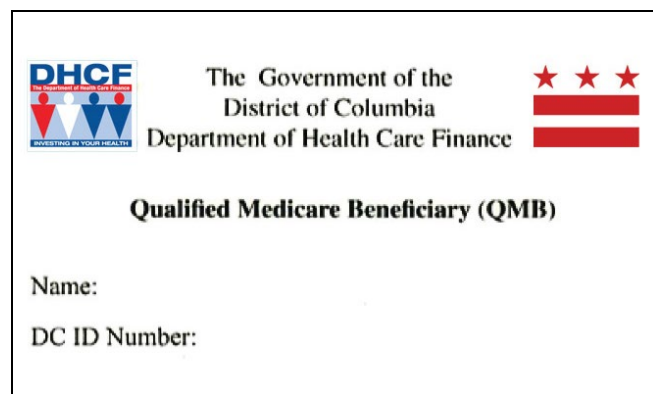 DHCF
The Department of Health Care Finance
INVESTING IN YOUR HEALTH
The Government of the
District of Columbia
Department of Health Care Finance
Qualified Medicare Beneficiary (QMB)
Name:
DC ID Number: